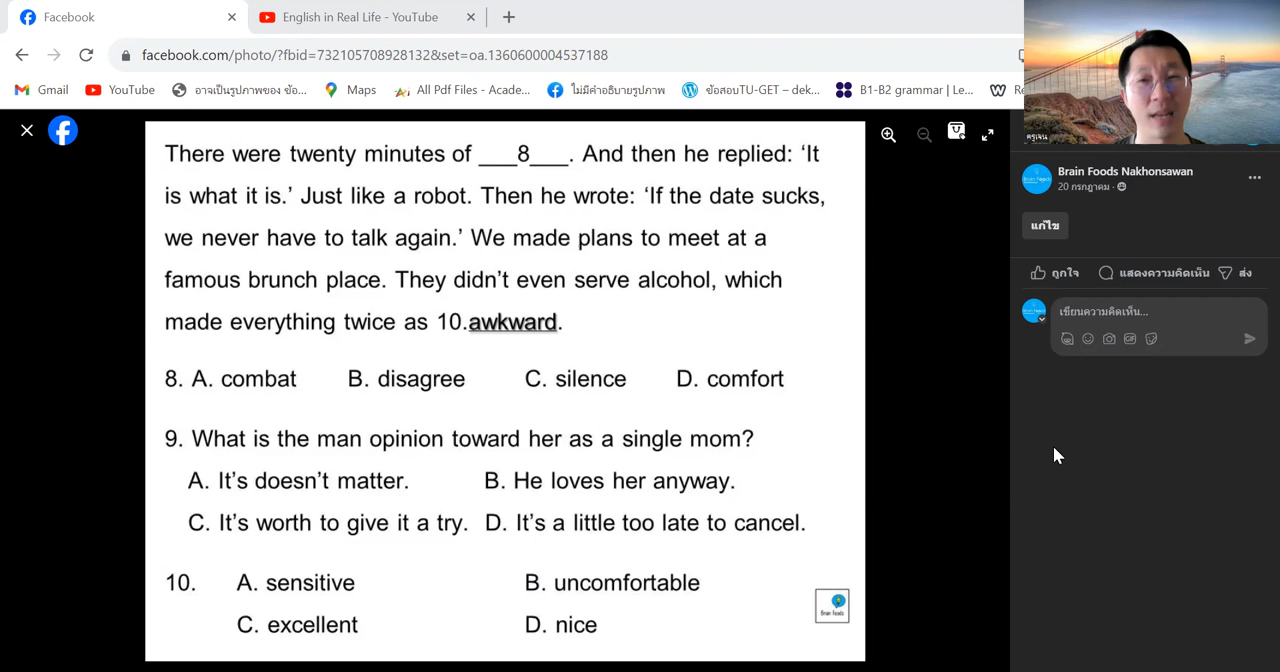 Facebook
English in Real Life - YouTube
facebook.com/photo/?fbid=732105708928132&set=oa.1360600004537188
Gmail
YouTube
อาจเป็นรูปภาพของ ข้อ...
Maps
All Pdf Files - Acade...
ไม่มีคำอธิบายรูปภาพ
ข้อสอบTU-GET – dek...
B1-B2 grammar | Le...
There were twenty minutes of ___8___. And then he replied: ‘It
is what it is.’ Just like a robot. Then he wrote: ‘If the date sucks,
we never have to talk again.’ We made plans to meet at a
famous brunch place. They didn’t even serve alcohol, which
made everything twice as 10.awkward.
8. A. combat B. disagree C. silence D. comfort
9. What is the man opinion toward her as a single mom?
A. It’s doesn’t matter. B. He loves her anyway.
C. It’s worth to give it a try. D. It’s a little too late to cancel.
10. A. sensitive B. uncomfortable
C. excellent D. nice
Brain Foods
ครูเจน
Brain Foods Nakhonsawan
20 กรกฎาคม
แก้ไข
ถูกใจ แสดงความคิดเห็น ส่ง
เขียนความคิดเห็น...